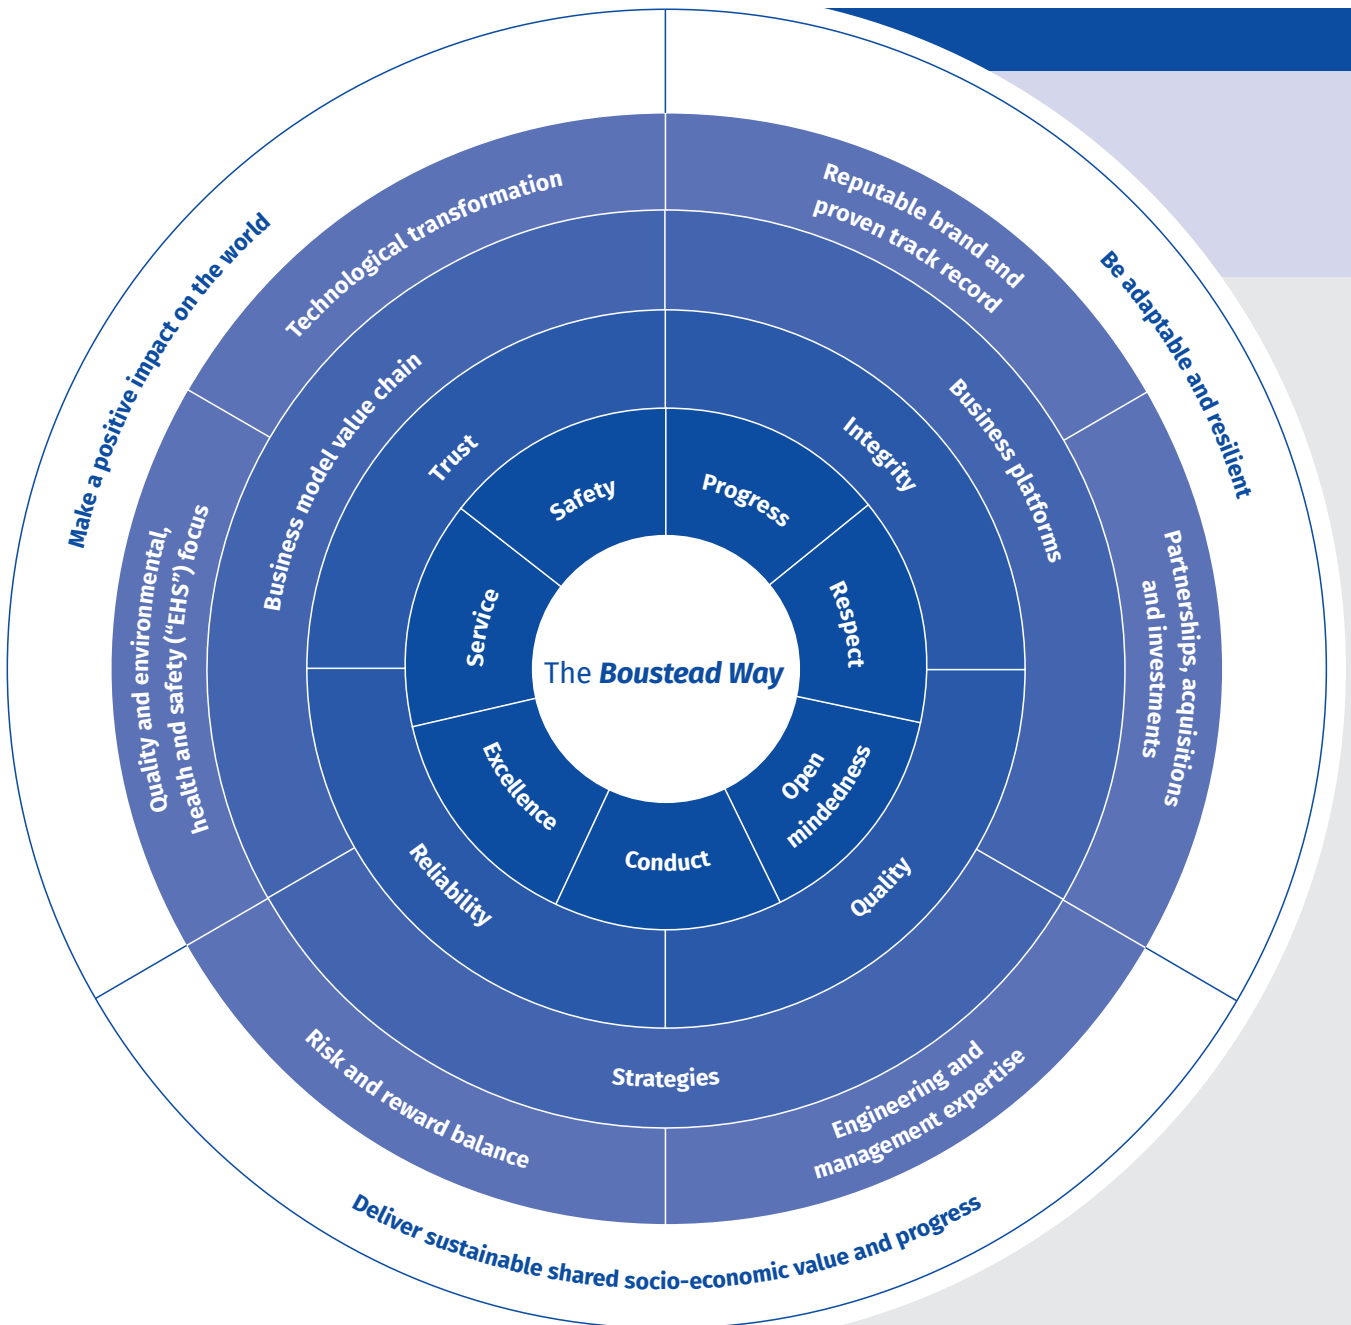 Make a positive impact on the world
Be adaptable and resilient
Deliver sustainable shared socio-economic value and progress
Technological transformation
Reputable brand and
proven track record
Partnerships, acquisitions
and investments
Engineering and
management expertise
Risk and reward balance
Quality and environmental,
health and safety (“EHS”) focus
Business model value chain
Business platforms
Strategies
Trust
Integrity
Quality
Reliability
Safety
Progress
Respect
Open
mindedness
Conduct
Excellence
Service
The Boustead Way